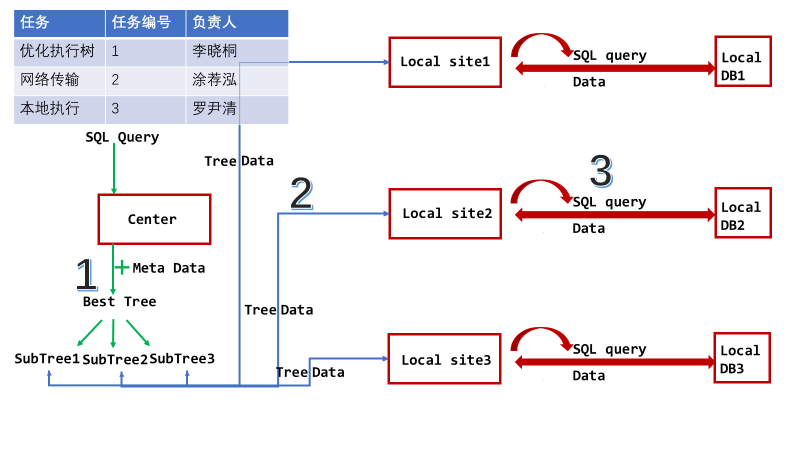 任务 任务编号 负责人
优化执行树 1 李晓桐
网络传输 2 涂荐泓
本地执行 3 罗尹清
SQL Query
Center
1
Meta Data
Best Tree
SubTree1 SubTree2 SubTree3
Tree Data
2
Tree Data
Tree Data
Local site1
SQL query
Data
Local
DB1
3
Local site2
SQL query
Data
Local
DB2
Local site3
SQL query
Data
Local
DB3